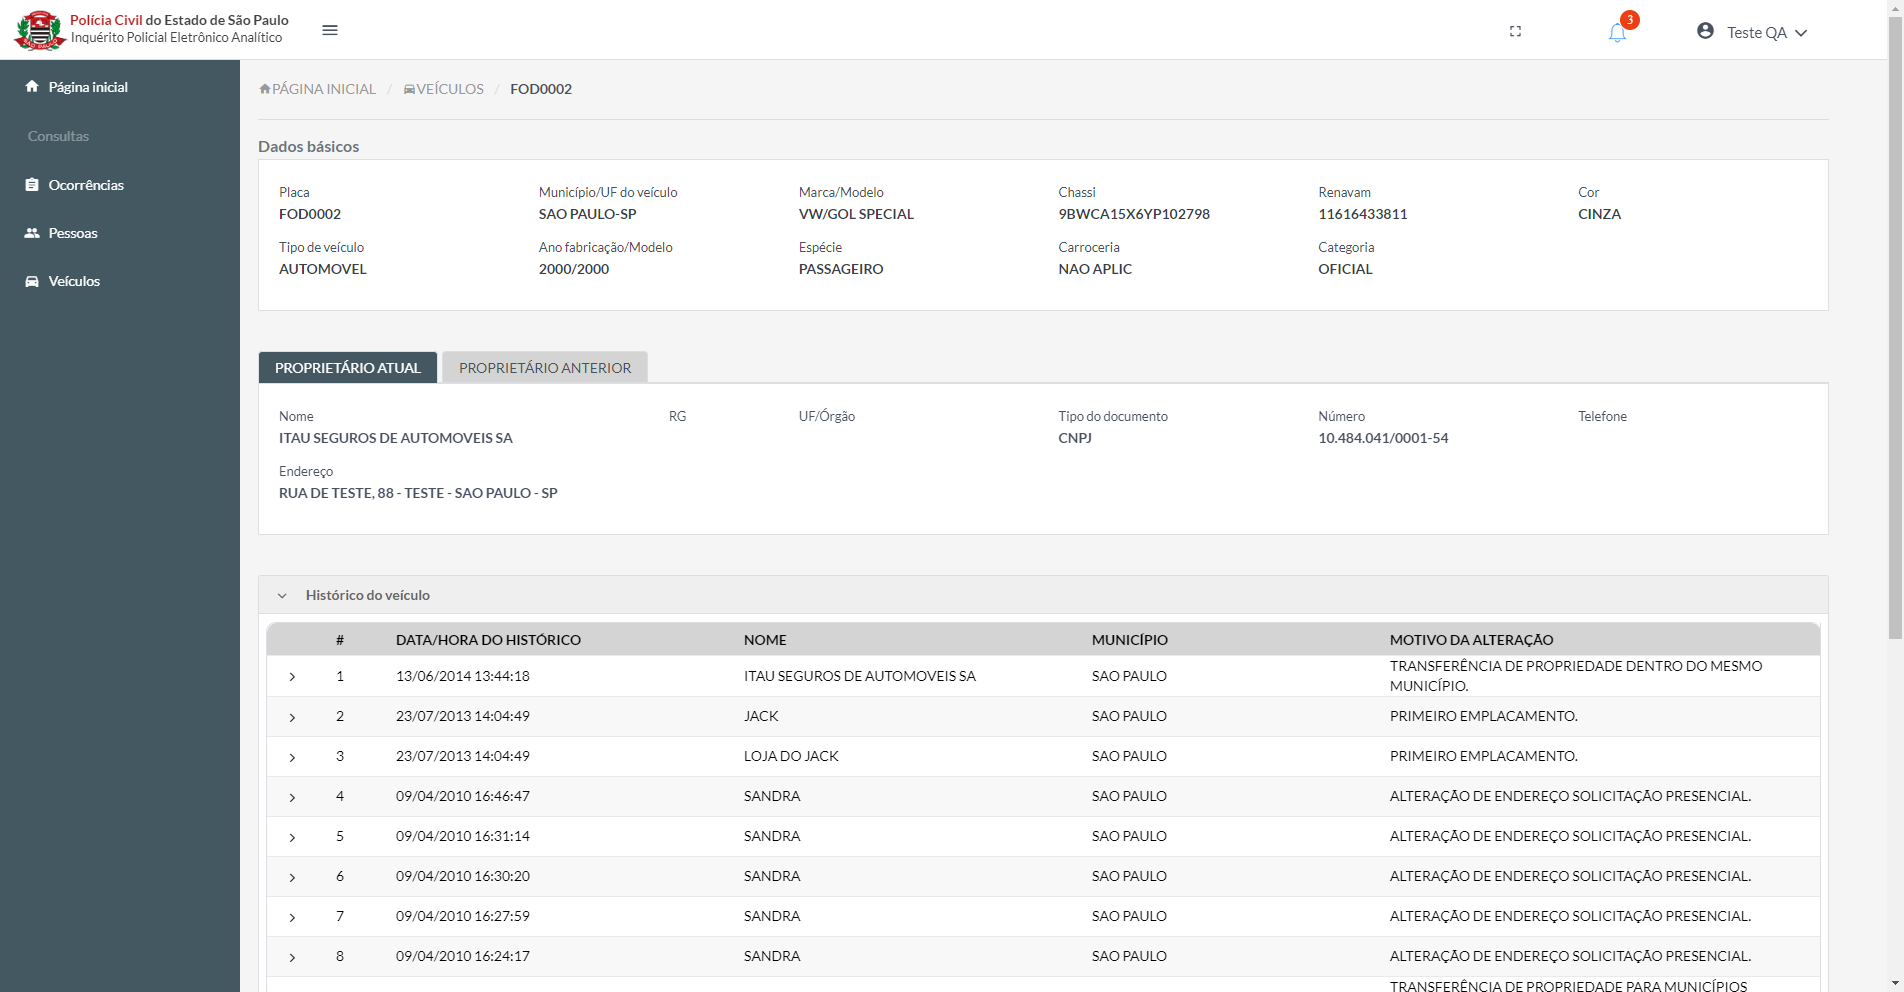 Polícia Civil do Estado de São Paulo
Inquérito Policial Eletrônico Analítico
3
Teste QA
Página inicial
Consultas
Ocorrências
Pessoas
Veículos
PÁGINA INICIAL / VEÍCULOS / FOD0002
Dados básicos
Placa Município/UF do veículo Marca/Modelo Chassi Renavam Cor
FOD0002 SAO PAULO-SP VW/GOL SPECIAL 9BWCA15X6YP102798 11616433811 CINZA
Tipo de veículo Ano fabricação/Modelo Espécie Carroceria Categoria
AUTOMOVEL 2000/2000 PASSAGEIRO NAO APLIC OFICIAL
PROPRIETÁRIO ATUAL PROPRIETÁRIO ANTERIOR
Nome RG UF/Órgão Tipo do documento Número Telefone
ITAU SEGUROS DE AUTOMOVEIS SA CNPJ 10.484.041/0001-54
Endereço
RUA DE TESTE, 88 - TESTE - SAO PAULO - SP
Histórico do veículo
# DATA/HORA DO HISTÓRICO NOME MUNICÍPIO MOTIVO DA ALTERAÇÃO
1 13/06/2014 13:44:18 ITAU SEGUROS DE AUTOMOVEIS SA SAO PAULO TRANSFERÊNCIA DE PROPRIEDADE DENTRO DO MESMO
MUNICÍPIO.
2 23/07/2013 14:04:49 JACK SAO PAULO PRIMEIRO EMPLACAMENTO.
3 23/07/2013 14:04:49 LOJA DO JACK SAO PAULO PRIMEIRO EMPLACAMENTO.
4 09/04/2010 16:46:47 SANDRA SAO PAULO ALTERAÇÃO DE ENDEREÇO SOLICITAÇÃO PRESENCIAL.
5 09/04/2010 16:31:14 SANDRA SAO PAULO ALTERAÇÃO DE ENDEREÇO SOLICITAÇÃO PRESENCIAL.
6 09/04/2010 16:30:20 SANDRA SAO PAULO ALTERAÇÃO DE ENDEREÇO SOLICITAÇÃO PRESENCIAL.
7 09/04/2010 16:27:59 SANDRA SAO PAULO ALTERAÇÃO DE ENDEREÇO SOLICITAÇÃO PRESENCIAL.
8 09/04/2010 16:24:17 SANDRA SAO PAULO ALTERAÇÃO DE ENDEREÇO SOLICITAÇÃO PRESENCIAL.
TRANSFERÊNCIA DE PROPRIEDADE PARA MUNICÍPIOS